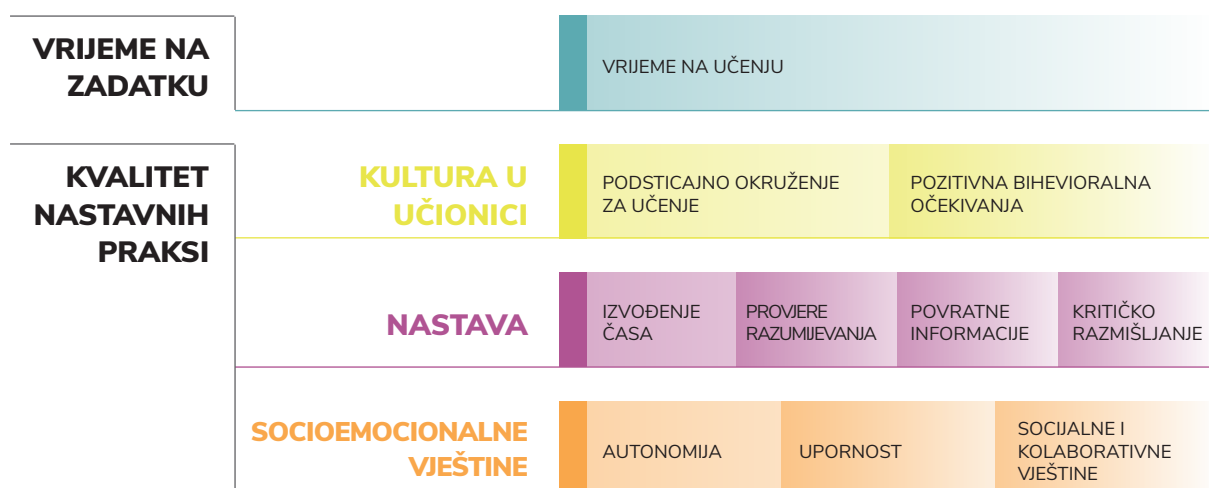 VRIJEME NA
ZADATKU
VRIJEME NA UČENJU
KVALITET
NASTAVNIH
PRAKSI
KULTURA U
UČIONICI
PODSTICAJNO OKRUŽENJE
ZA UČENJE
POZITIVNA BIHEVIORALNA
OČEKIVANJA
NASTAVA
IZVOĐENJE
ČASA
PROVJERE
RAZUMIJEVANJA
POVRATNE
INFORMACIJE
KRITIČKO
RAZMIŠLJANJE
SOCIOEMOCIONALNE
VJEŠTINE
AUTONOMIJA
UPORNOST
SOCIJALNE I
KOLABORATIVNE
VJEŠTINE